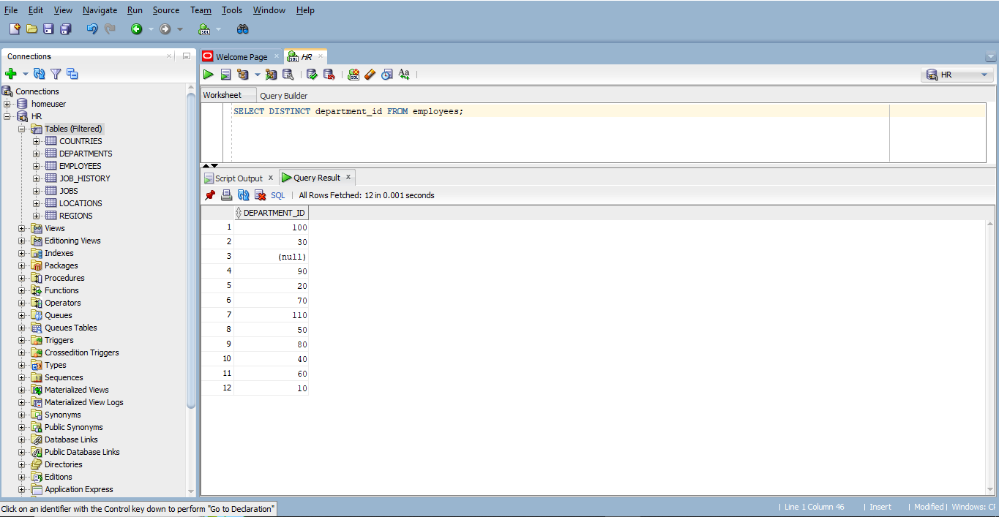 File Edit View Navigate Run Source Team Tools Window Help
Connections
Welcome Page
HR
HR
Worksheet Query Builder
SELECT DISTINCT department_id FROM employees;
Connections
homeuser
HR
Tables (Filtered)
COUNTRIES
DEPARTMENTS
EMPLOYEES
JOB_HISTORY
JOBS
LOCATIONS
REGIONS
Views
Editioning Views
Indexes
Packages
Procedures
Functions
Operators
Queues
Queues Tables
Triggers
Crossedition Triggers
Types
Sequences
Materialized Views
Materialized View Logs
Synonyms
Public Synonyms
Database Links
Public Database Links
Directories
Editions
Application Express
Script Output x Query Result x
SQL | All Rows Fetched: 12 in 0.001 seconds
DEPARTMENT_ID
1 100
2 30
3 (null)
4 90
5 20
6 70
7 110
8 50
9 80
10 40
11 60
12 10
Click on an identifier with the Control key down to perform "Go to Declaration"
| Line 1 Column 46 | Insert | Modified | Windows: CF